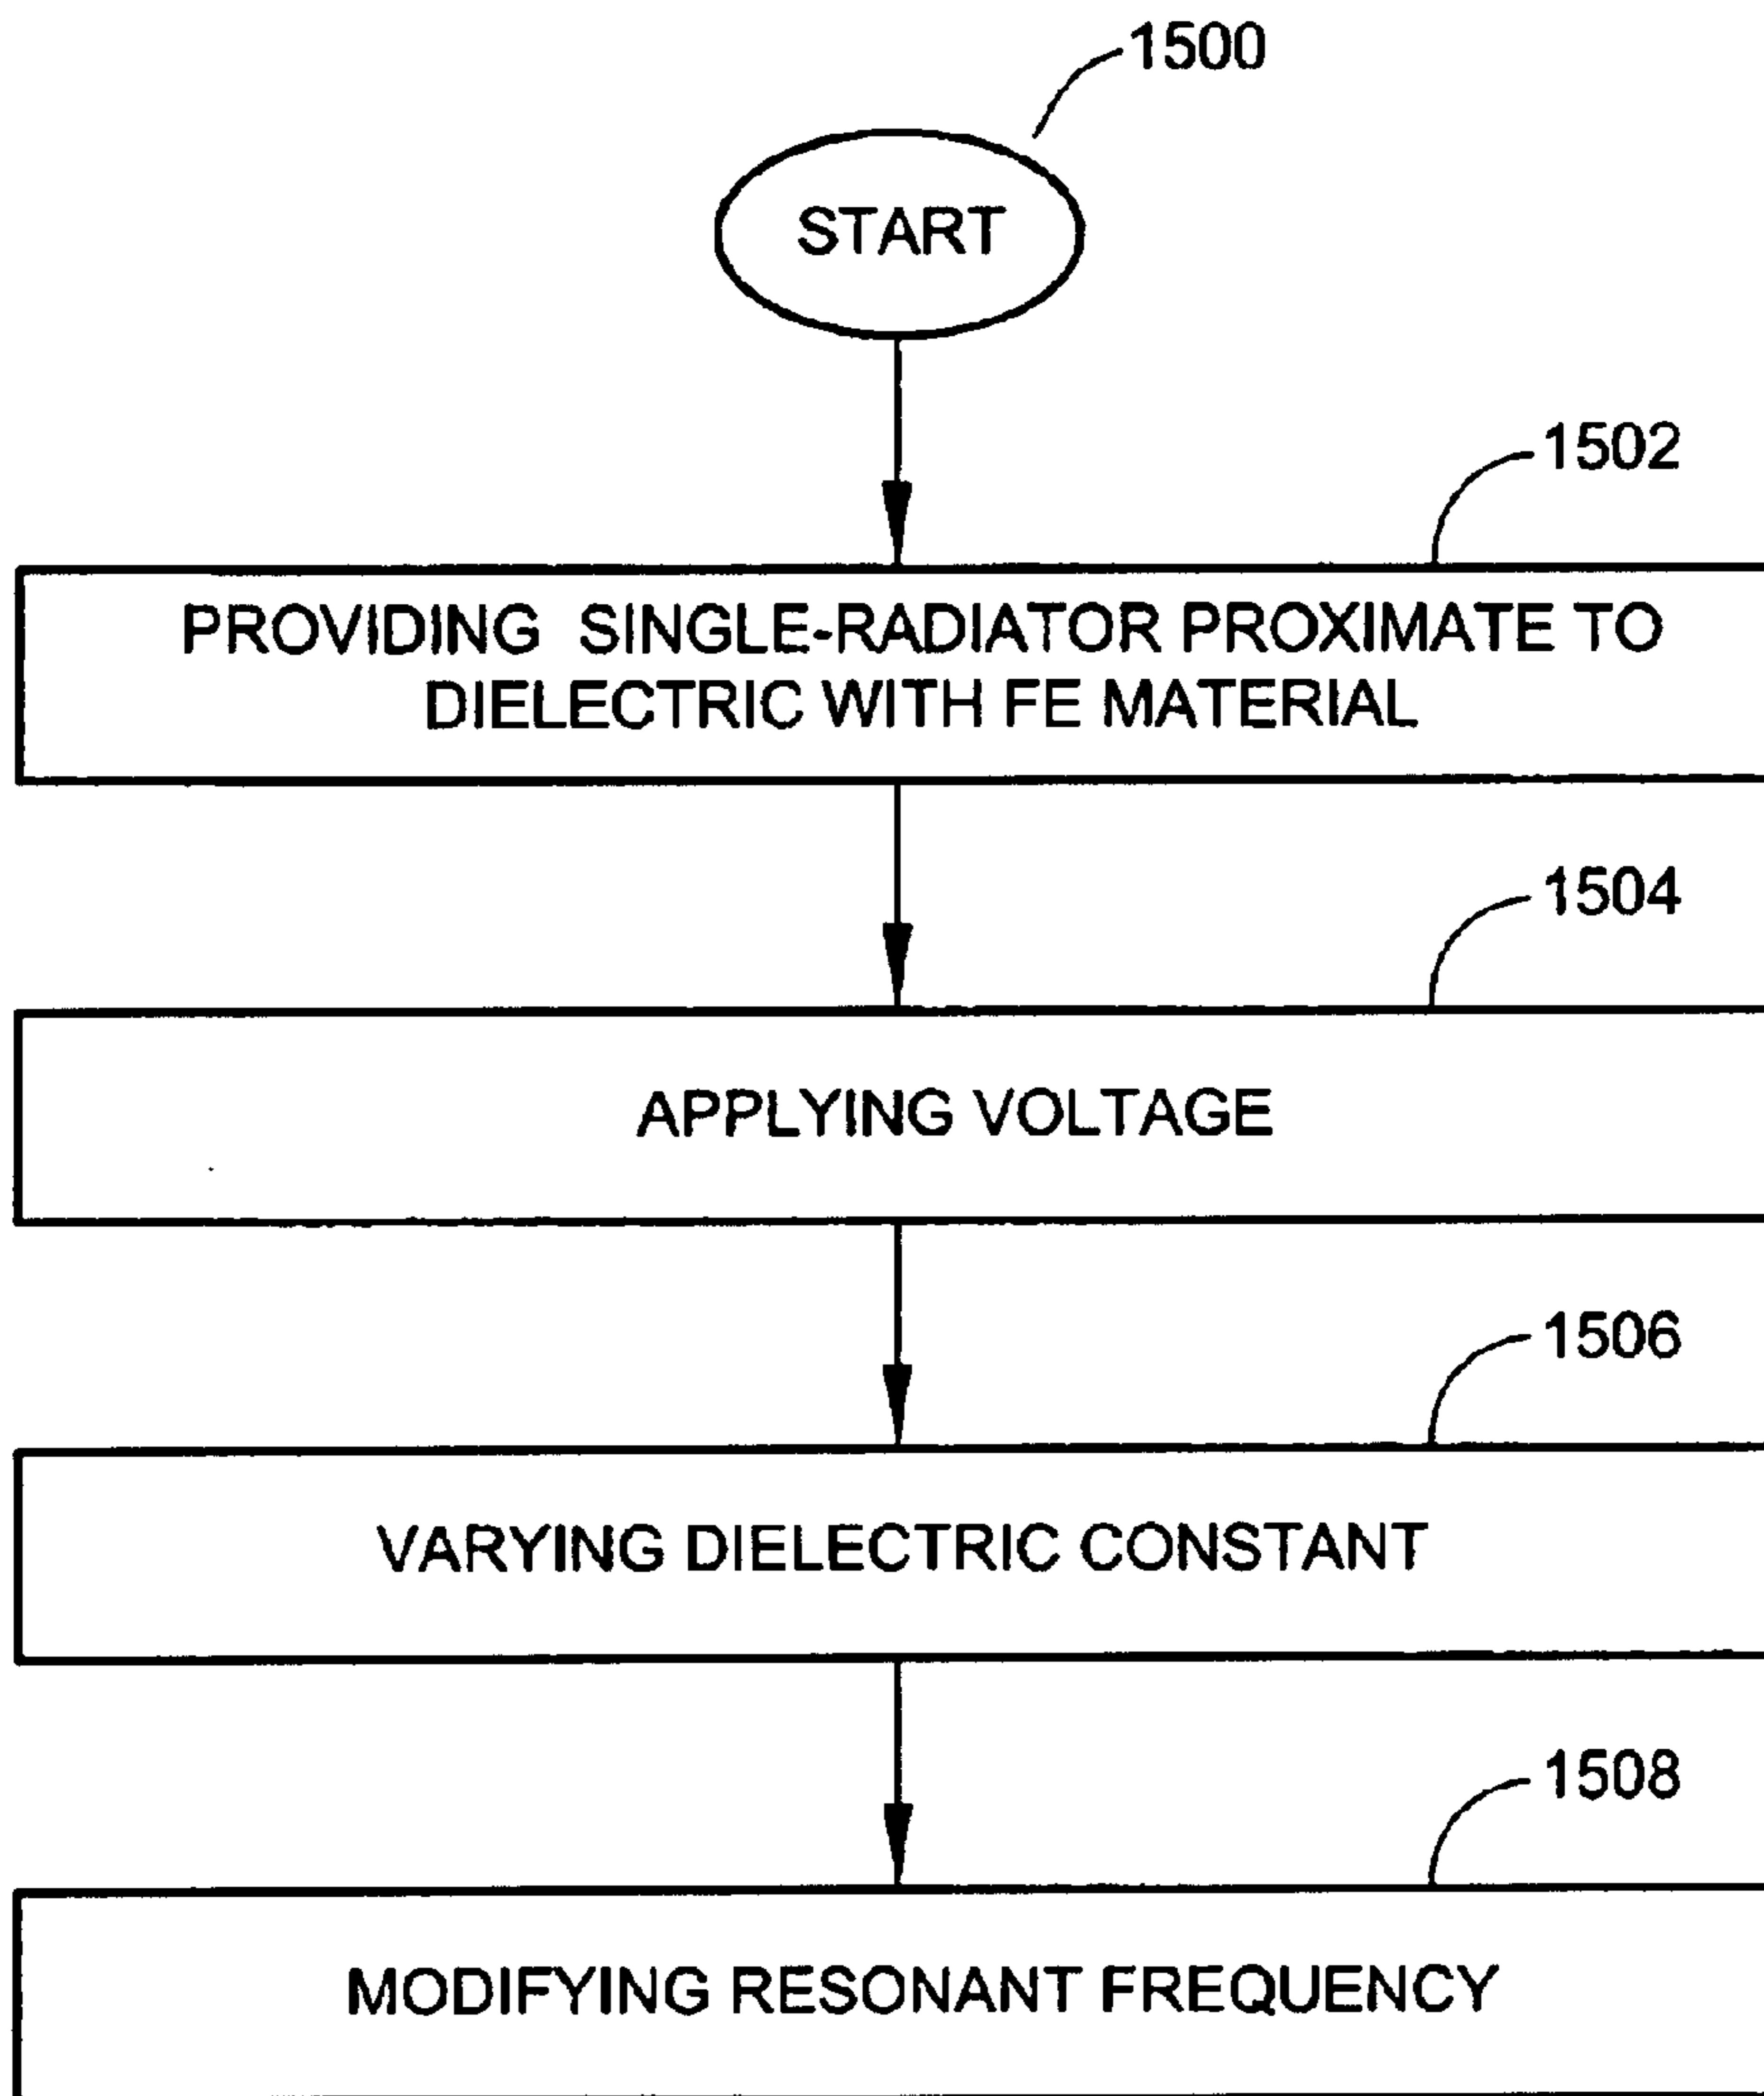 1500
START
1502
PROVIDING SINGLE-RADIATOR PROXIMATE TO
DIELECTRIC WITH FE MATERIAL
1504
APPLYING VOLTAGE
1506
VARYING DIELECTRIC CONSTANT
1508
MODIFYING RESONANT FREQUENCY